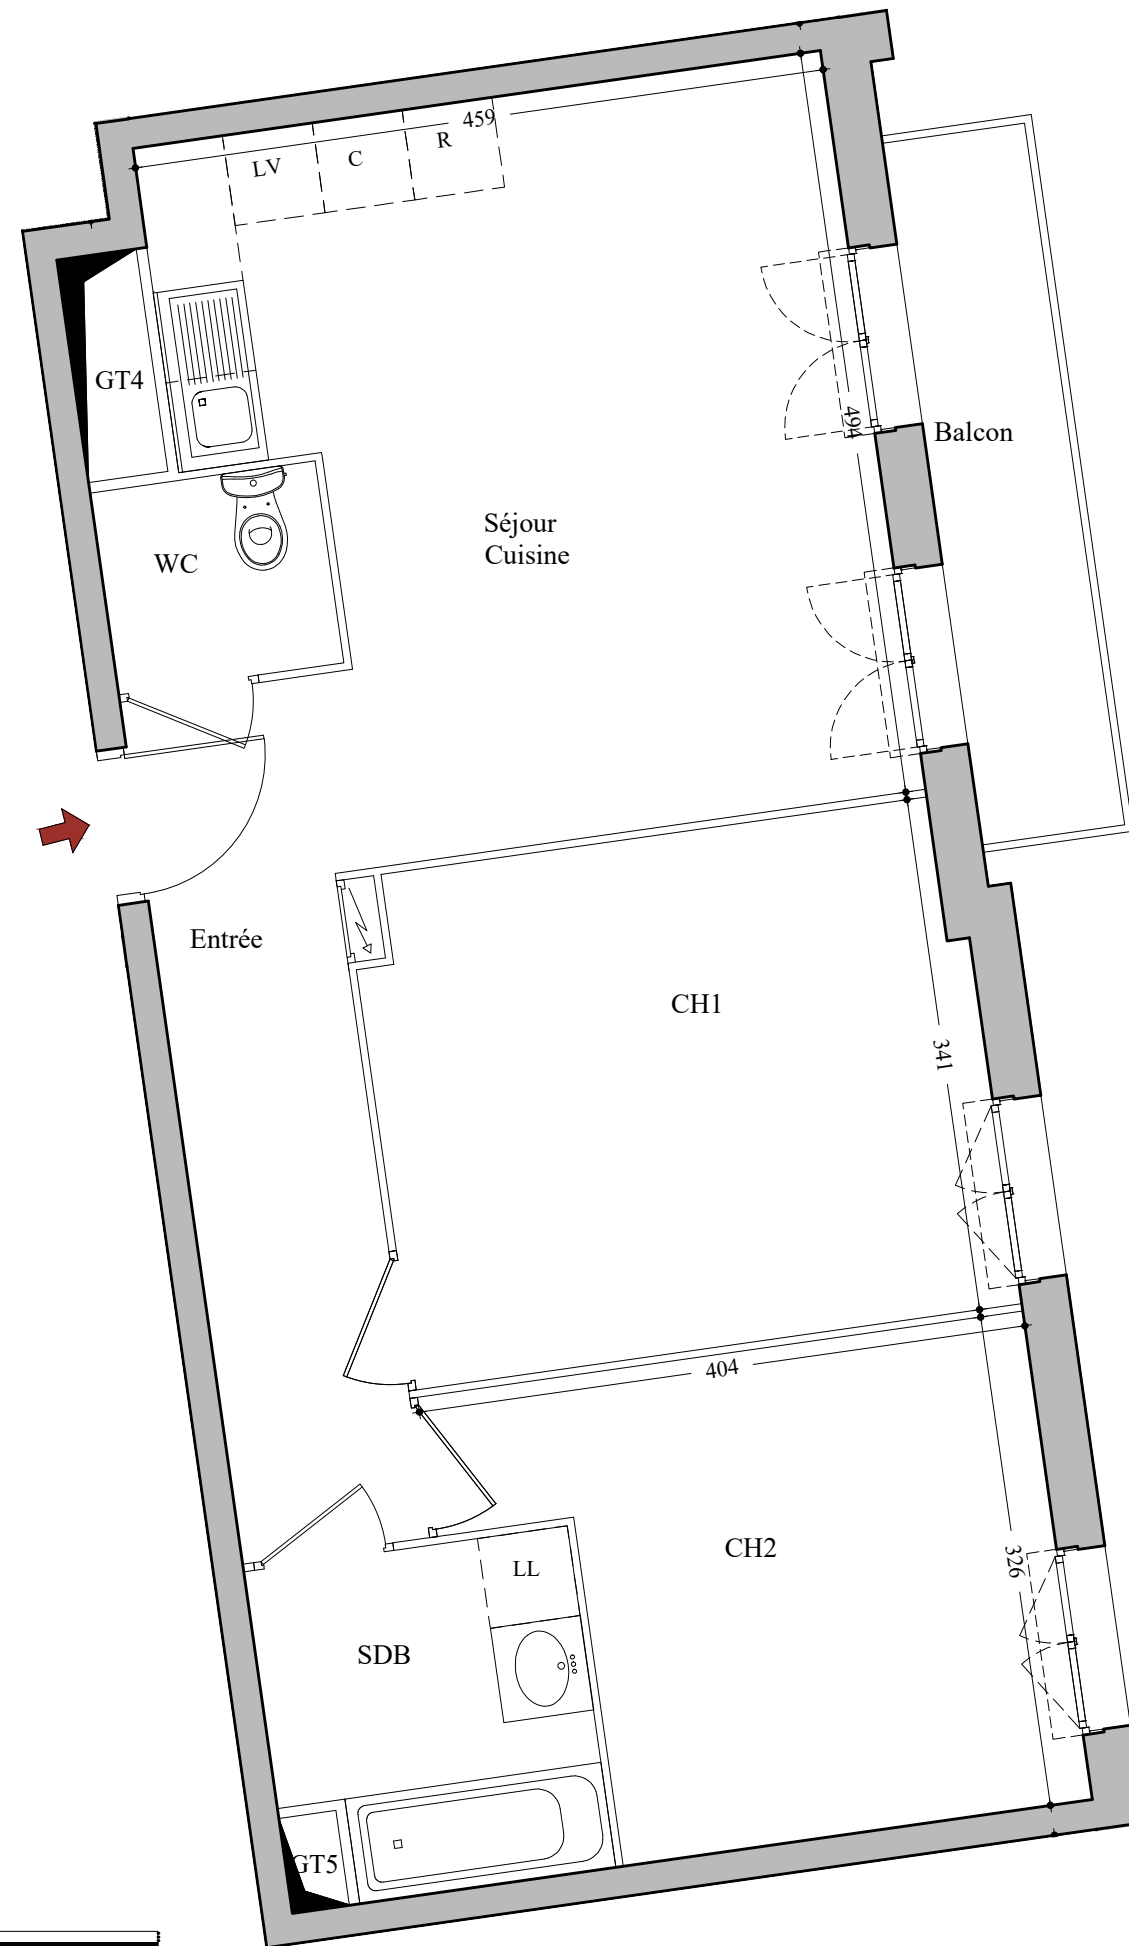 459
LV
C
R
GT4
494
Balcon
Séjour
Cuisine
WC
Entrée
CH1
341
404
CH2
326
LL
SDB
GT5